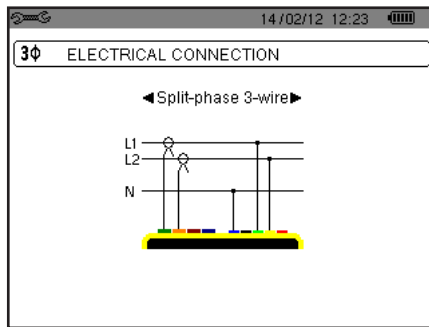 14/02/12 12:23
3Φ ELECTRICAL CONNECTION
◄Split-phase 3-wire►
L1
L2
N